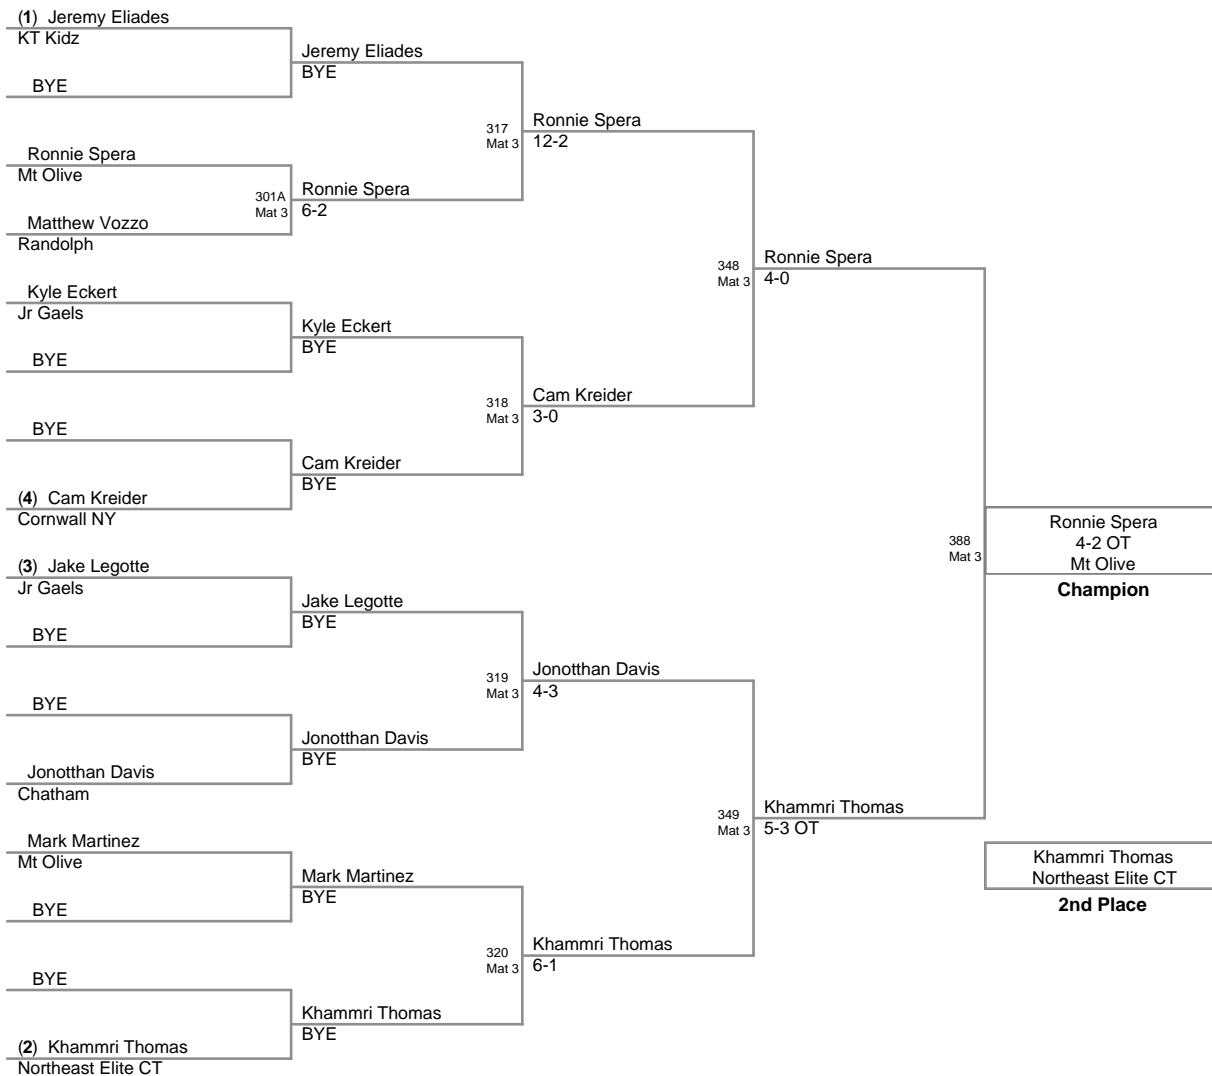 (1) Jeremy Eliades
KT Kidz
BYE
Ronnie Spera
Mt Olive
Matthew Vozzo
Randolph
Kyle Eckert
Jr Gaels
BYE
BYE
(4) Cam Kreider
Cornwall NY
(3) Jake Legotte
Jr Gaels
BYE
BYE
Jonotthan Davis
Chatham
Mark Martinez
Mt Olive
BYE
BYE
(2) Khammri Thomas
Northeast Elite CT
Jeremy Eliades
BYE
301A
Mat 3
Ronnie Spera
6-2
Kyle Eckert
BYE
Cam Kreider
BYE
Jake Legotte
BYE
Jonotthan Davis
BYE
Mark Martinez
BYE
Khammri Thomas
BYE
317
Mat 3
Ronnie Spera
12-2
318
Mat 3
Cam Kreider
3-0
319
Mat 3
Jonotthan Davis
4-3
320
Mat 3
Khammri Thomas
6-1
348
Mat 3
Ronnie Spera
4-0
349
Mat 3
Khammri Thomas
5-3 OT
388
Mat 3
Ronnie Spera
4-2 OT
Mt Olive
Champion
Khammri Thomas
Northeast Elite CT
2nd Place